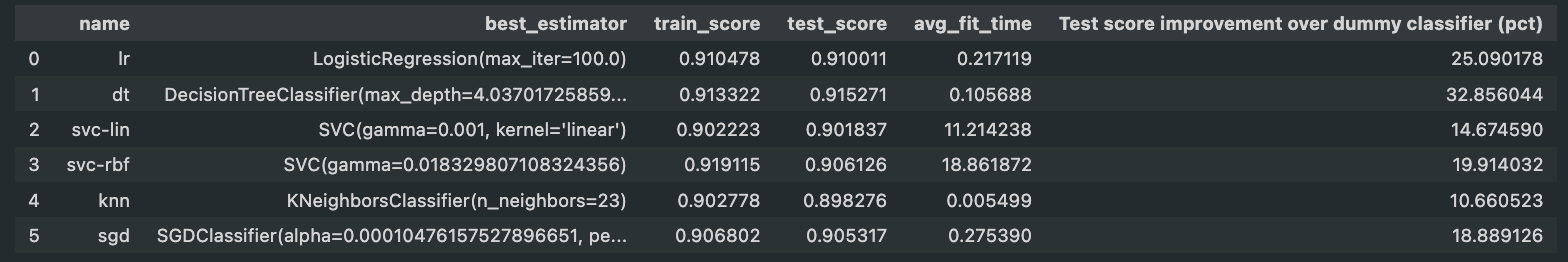 name best_estimator train_score test_score avg_fit_time Test score improvement over dummy classifier (pct)
0 lr LogisticRegression(max_iter=100.0) 0.910478 0.910011 0.217119 25.090178
1 dt DecisionTreeClassifier(max_depth=4.03701725859... 0.913322 0.915271 0.105688 32.856044
2 svc-lin SVC(gamma=0.001, kernel='linear') 0.902223 0.901837 11.214238 14.674590
3 svc-rbf SVC(gamma=0.018329807108324356) 0.919115 0.906126 18.861872 19.914032
4 knn KNeighborsClassifier(n_neighbors=23) 0.902778 0.898276 0.005499 10.660523
5 sgd SGDClassifier(alpha=0.00010476157527896651, pe... 0.906802 0.905317 0.275390 18.889126